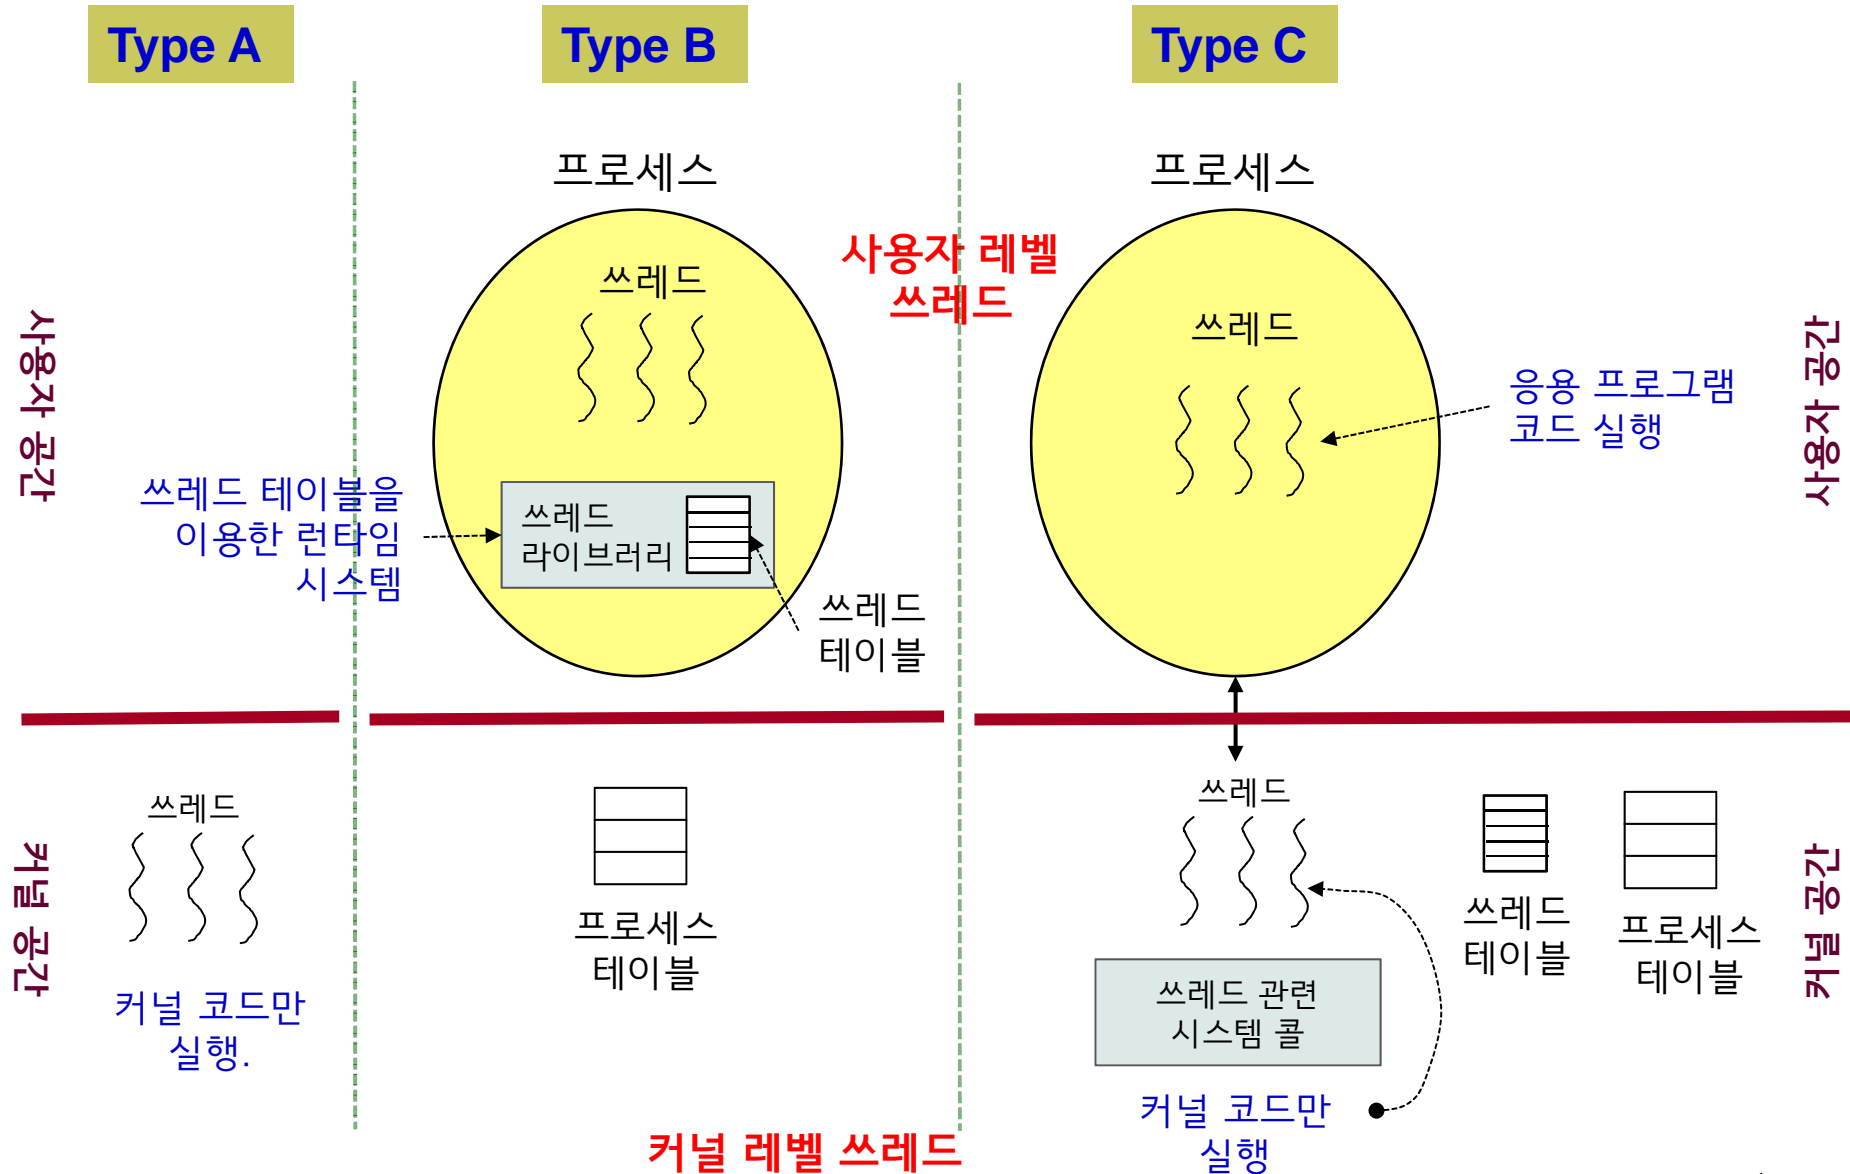 Type A
Type B
Type C
프로세스
프로세스
사용자 레벨
쓰레드
쓰레드
쓰레드
사용자 공간
사용자 공간
응용 프로그램
코드 실행
쓰레드 테이블을
이용한 런타임
시스템
쓰레드
라이브러리
쓰레드
테이블
쓰레드
커널 코드만
실행.
커널 공간
프로세스
테이블
쓰레드
쓰레드 관련
시스템 콜
커널 코드만
실행
쓰레드
테이블
프로세스
테이블
커널 공간
커널 레벨 쓰레드